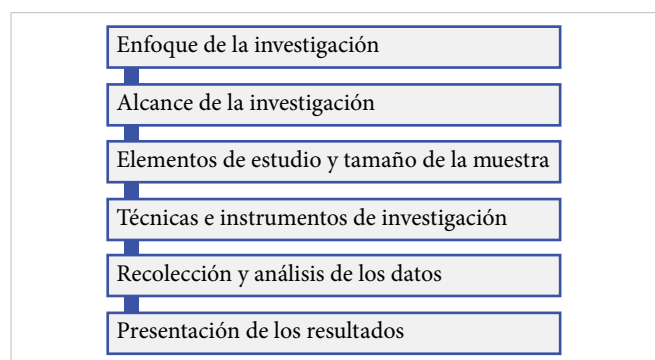 Enfoque de la investigación
Alcance de la investigación
Elementos de estudio y tamaño de la muestra
Técnicas e instrumentos de investigación
Recolección y análisis de los datos
Presentación de los resultados